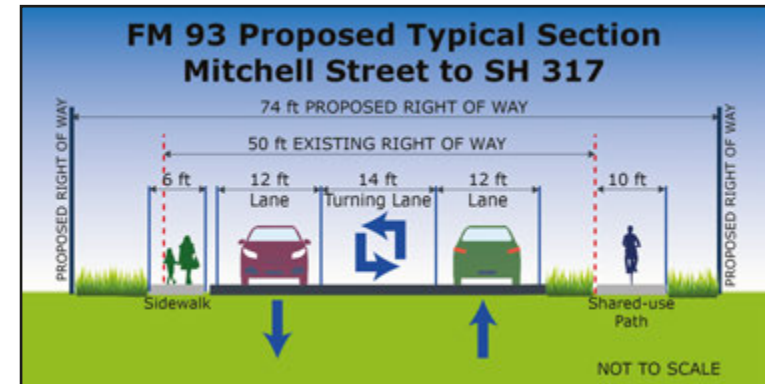 FM 93 Proposed Typical Section
Mitchell Street to SH 317
74 ft PROPOSED RIGHT OF WAY
50 ft EXISTING RIGHT OF WAY
PROPOSED RIGHT OF WAY
6 ft
12 ft
Lane
14 ft
Turning Lane
12 ft
Lane
10 ft
PROPOSED RIGHT OF WAY
Sidewalk
Shared-use
Path
NOT TO SCALE